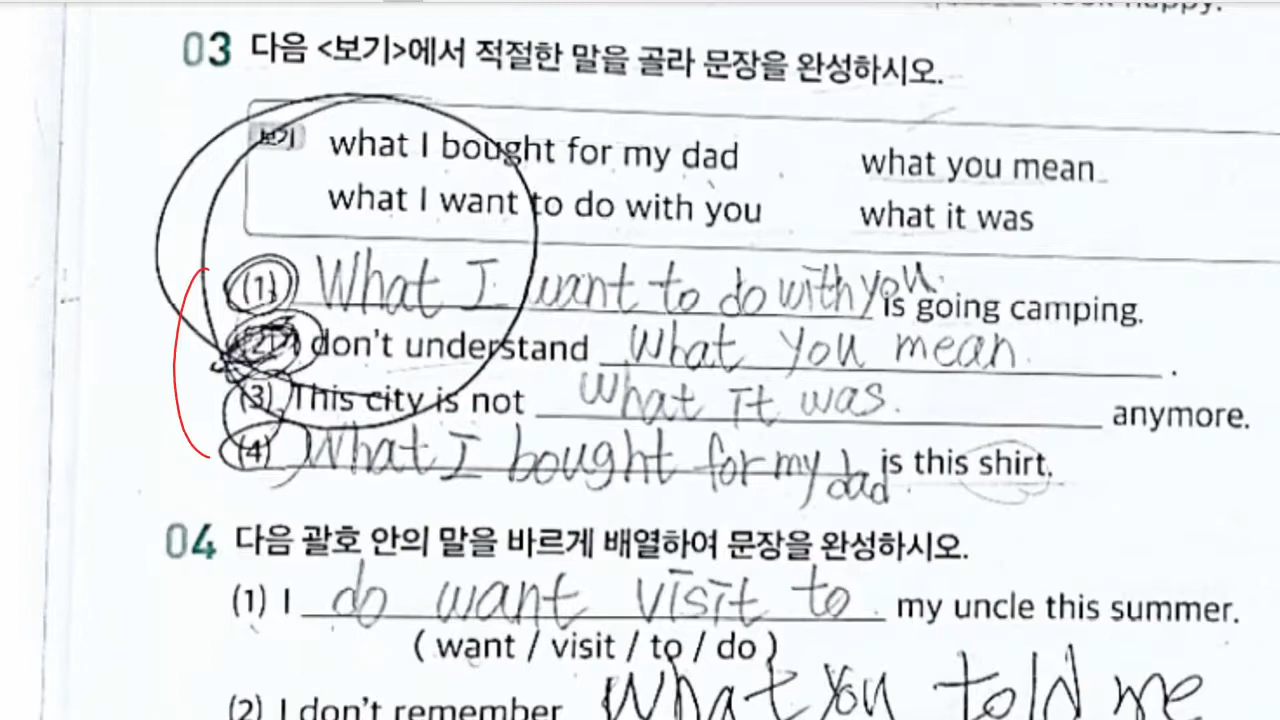 happy.
03 다음 <보기>에서 적절한 말을 골라 문장을 완성하시오.
보기 what I bought for my dad what you mean
what I want to do with you what it was
(1) What I want to do with you. is going camping.
(2) I don't understand what you mean.
(3) This city is not what it was. anymore.
(4) What I bought for my dad is this shirt.
04 다음 괄호 안의 말을 바르게 배열하여 문장을 완성하시오.
(1) I do want visit to my uncle this summer.
( want / visit / to / do )
(2) I don't remember what you told me